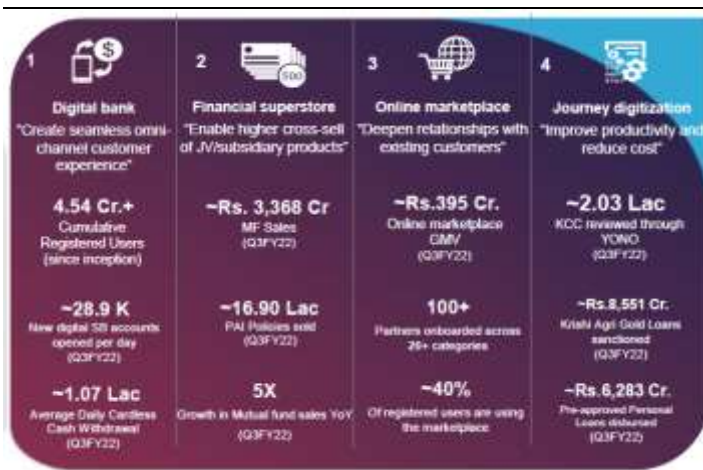 1
$
Digital bank
"Create seamless omni-
channel customer
experience"
4.54 Cr.+
Cumulative
Registered Users
(since inception)
~28.9 K
New digital SB accounts
opened per day
(Q3FY22)
~1.07 Lac
Average Daily Cardless
Cash Withdrawal
(Q3FY22)
2
500
Financial superstore
"Enable higher cross-sell
of JV/subsidiary products"
~Rs. 3,368 Cr
MF Sales
(Q3FY22)
~16.90 Lac
PAI Policies sold
(Q3FY22)
5X
Growth in Mutual fund sales YoY
(Q3FY22)
3
Online marketplace
"Deepen relationships with
existing customers"
~Rs.395 Cr.
Online marketplace
GMV
(Q3FY22)
100+
Partners onboarded across
20+ categories
~40%
Of registered users are using
the marketplace
4
Journey digitization
"Improve productivity and
reduce cost"
~2.03 Lac
KCC reviewed through
YONO
(Q3FY22)
~Rs.8,551 Cr.
Krishi Agri Gold Loans
sanctioned
(Q3FY22)
~Rs.6,283 Cr.
Pre-approved Personal
Loans disbursed
(Q3FY22)